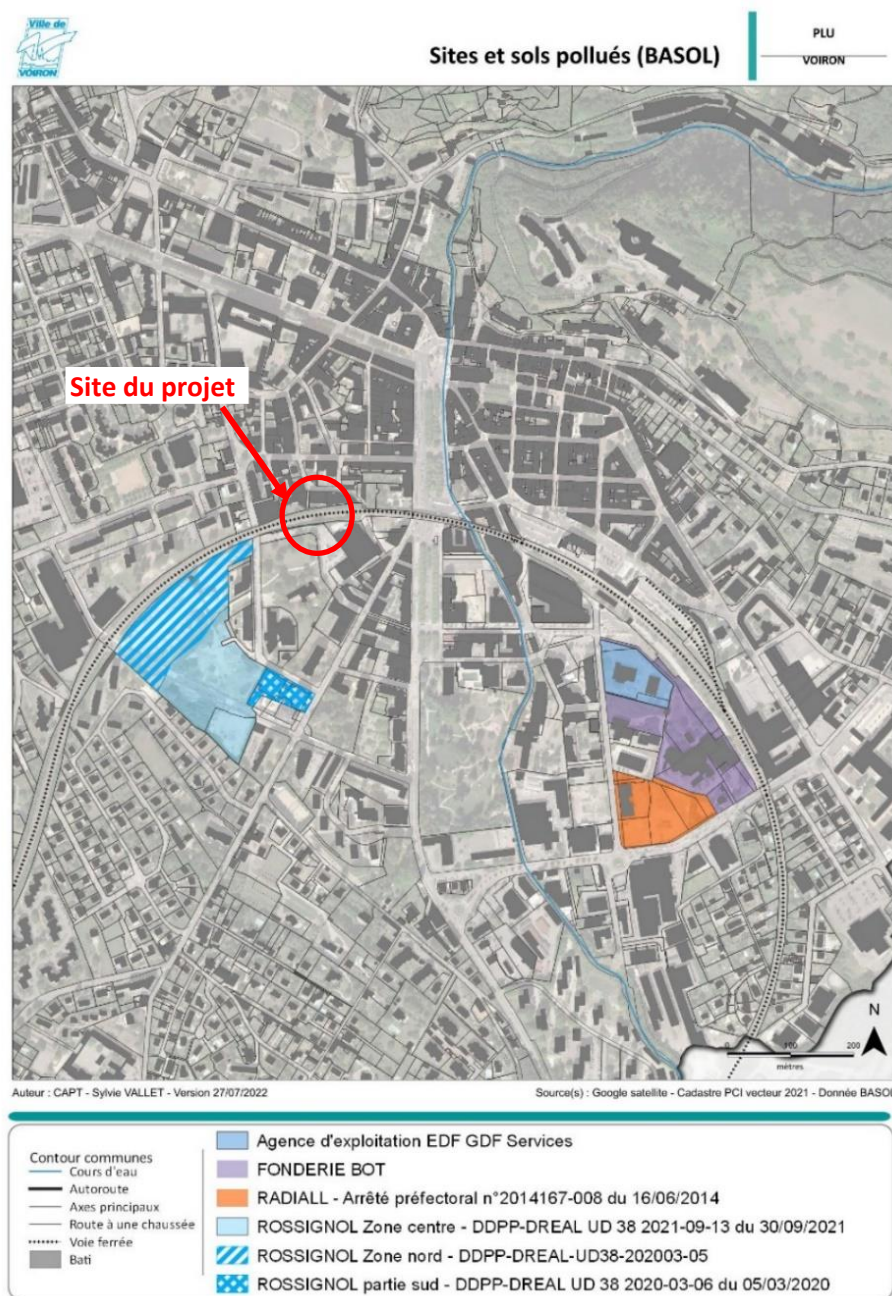 Ville de
VOIRON
Sites et sols pollués (BASOL)
PLU
VOIRON
Site du projet
N
0 100 200
mètres
Auteur : CAPT - Sylvie VALLET - Version 27/07/2022
Source(s) : Google satellite - Cadastre PCI vecteur 2021 - Donnée BASOL
Contour communes
Cours d'eau
Autoroute
Axes principaux
Route à une chaussée
Voie ferrée
Bati
Agence d'exploitation EDF GDF Services
FONDERIE BOT
RADIALL - Arrêté préfectoral n°2014167-008 du 16/06/2014
ROSSIGNOL Zone centre - DDPP-DREAL UD 38 2021-09-13 du 30/09/2021
ROSSIGNOL Zone nord - DDPP-DREAL-UD38-202003-05
ROSSIGNOL partie sud - DDPP-DREAL UD 38 2020-03-06 du 05/03/2020